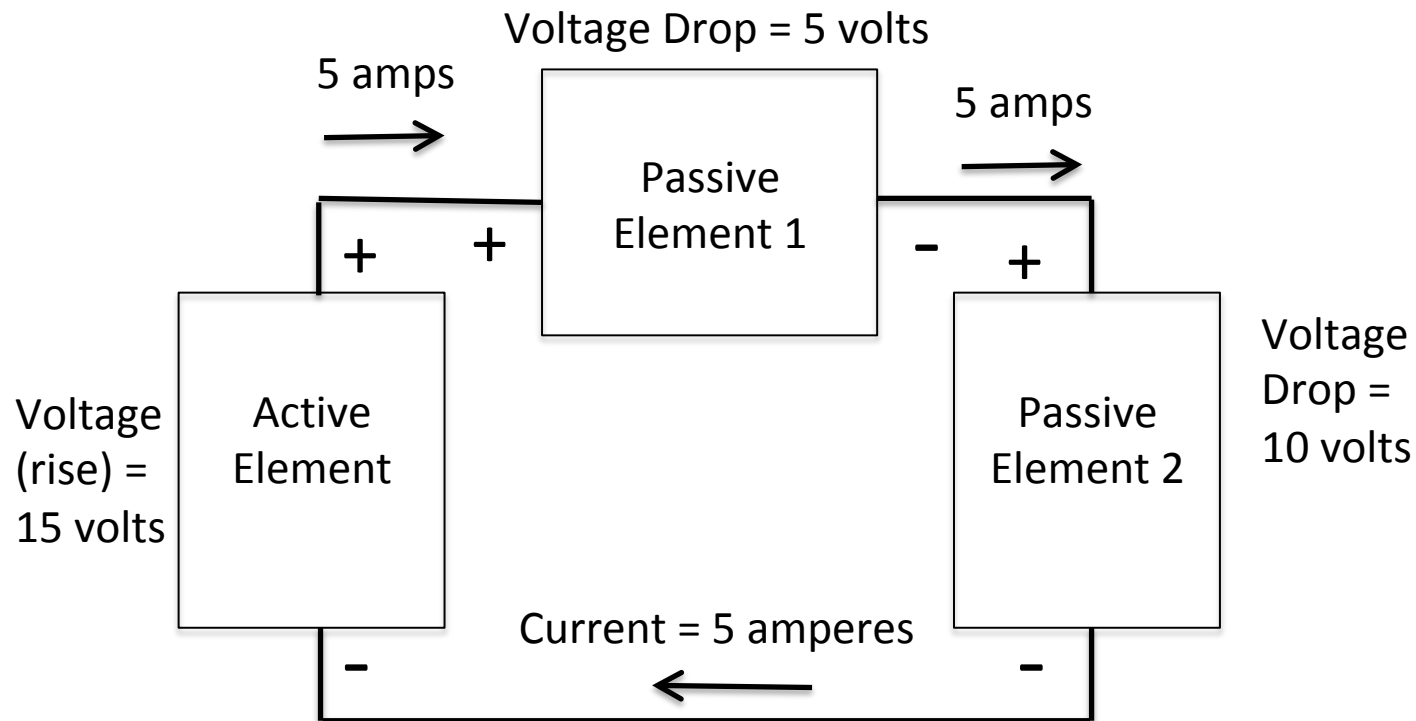 Voltage Drop = 5 volts
5 amps
5 amps
Passive
Element 1
+
+
-
+
Voltage
(rise) =
15 volts
Active
Element
Passive
Element 2
Voltage
Drop =
10 volts
Current = 5 amperes
-
-